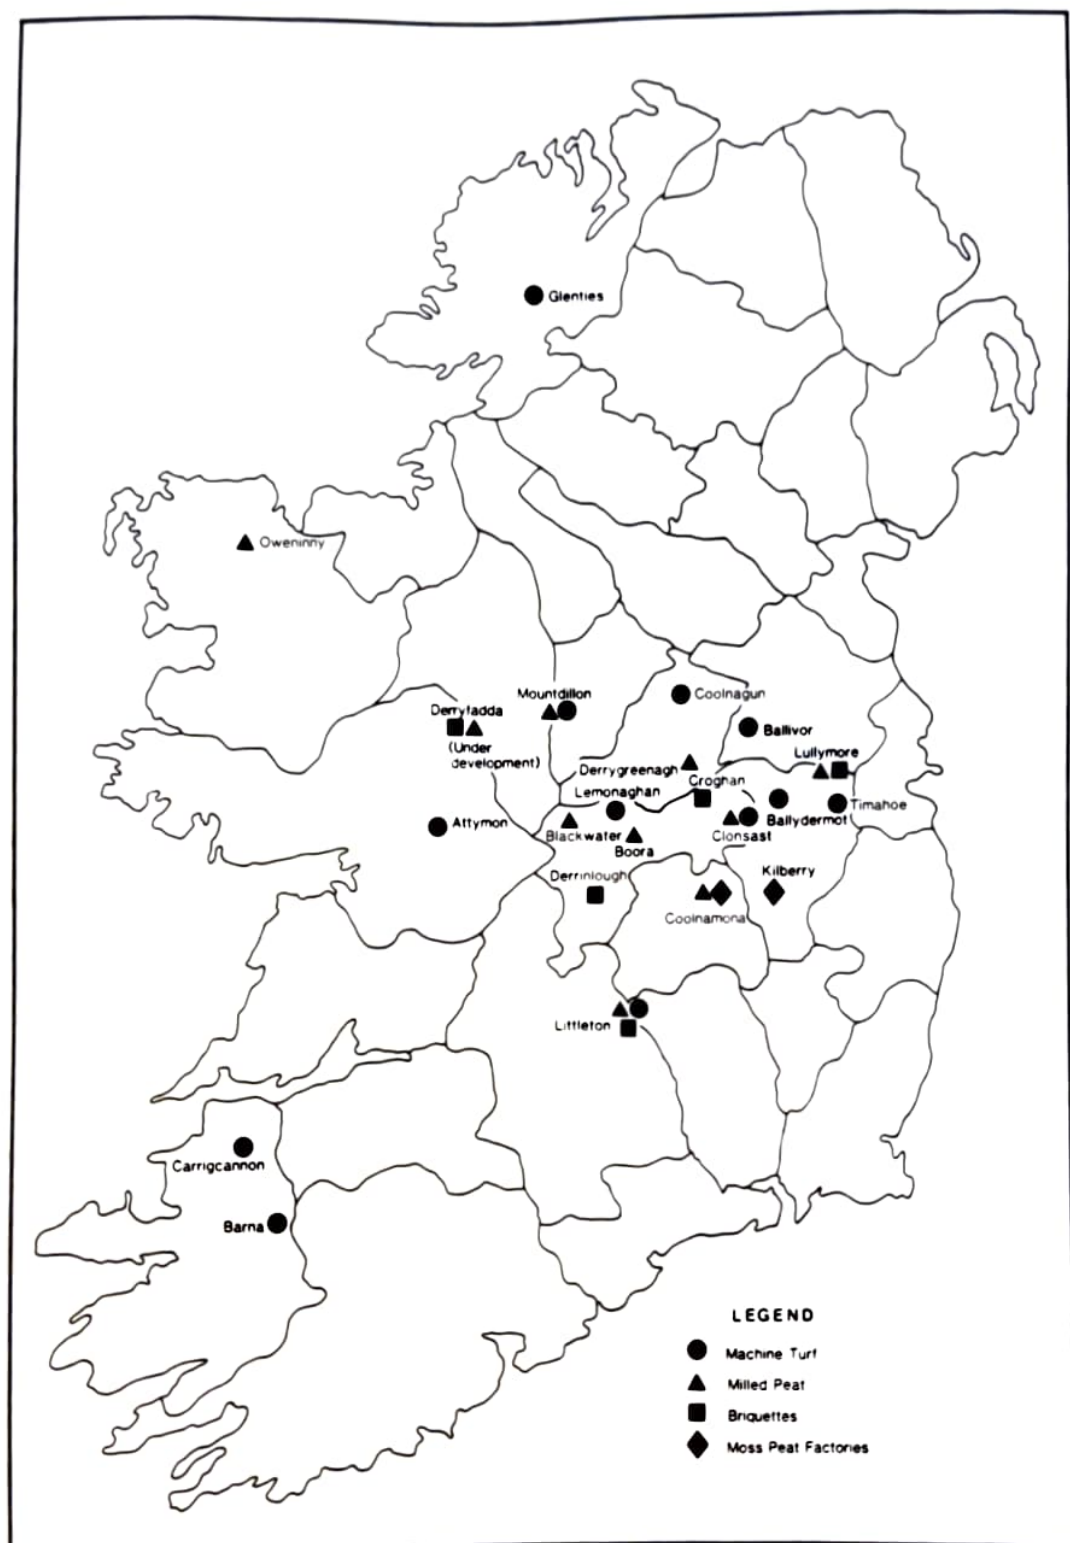 Glenties
Oweninny
Mountdillon
Coolnagun
Derryfadda
(Under
development)
Ballivor
Lullymore
Derrygreenagh
Croghan
Lemonaghan
Timahoe
Attymon
Blackwater
Ballydermot
Clonsast
Boora
Derrinlough
Kilberry
Coolnamona
Littleton
Carrigcannon
Barna
LEGEND
Machine Turf
Milled Peat
Briquettes
Moss Peat Factories